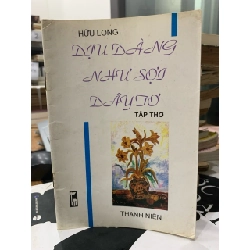 HỮU LONG
DỊU DÀNG
NHƯ SỢI
DÂY TƠ
TẬP THƠ
THANH NIÊN